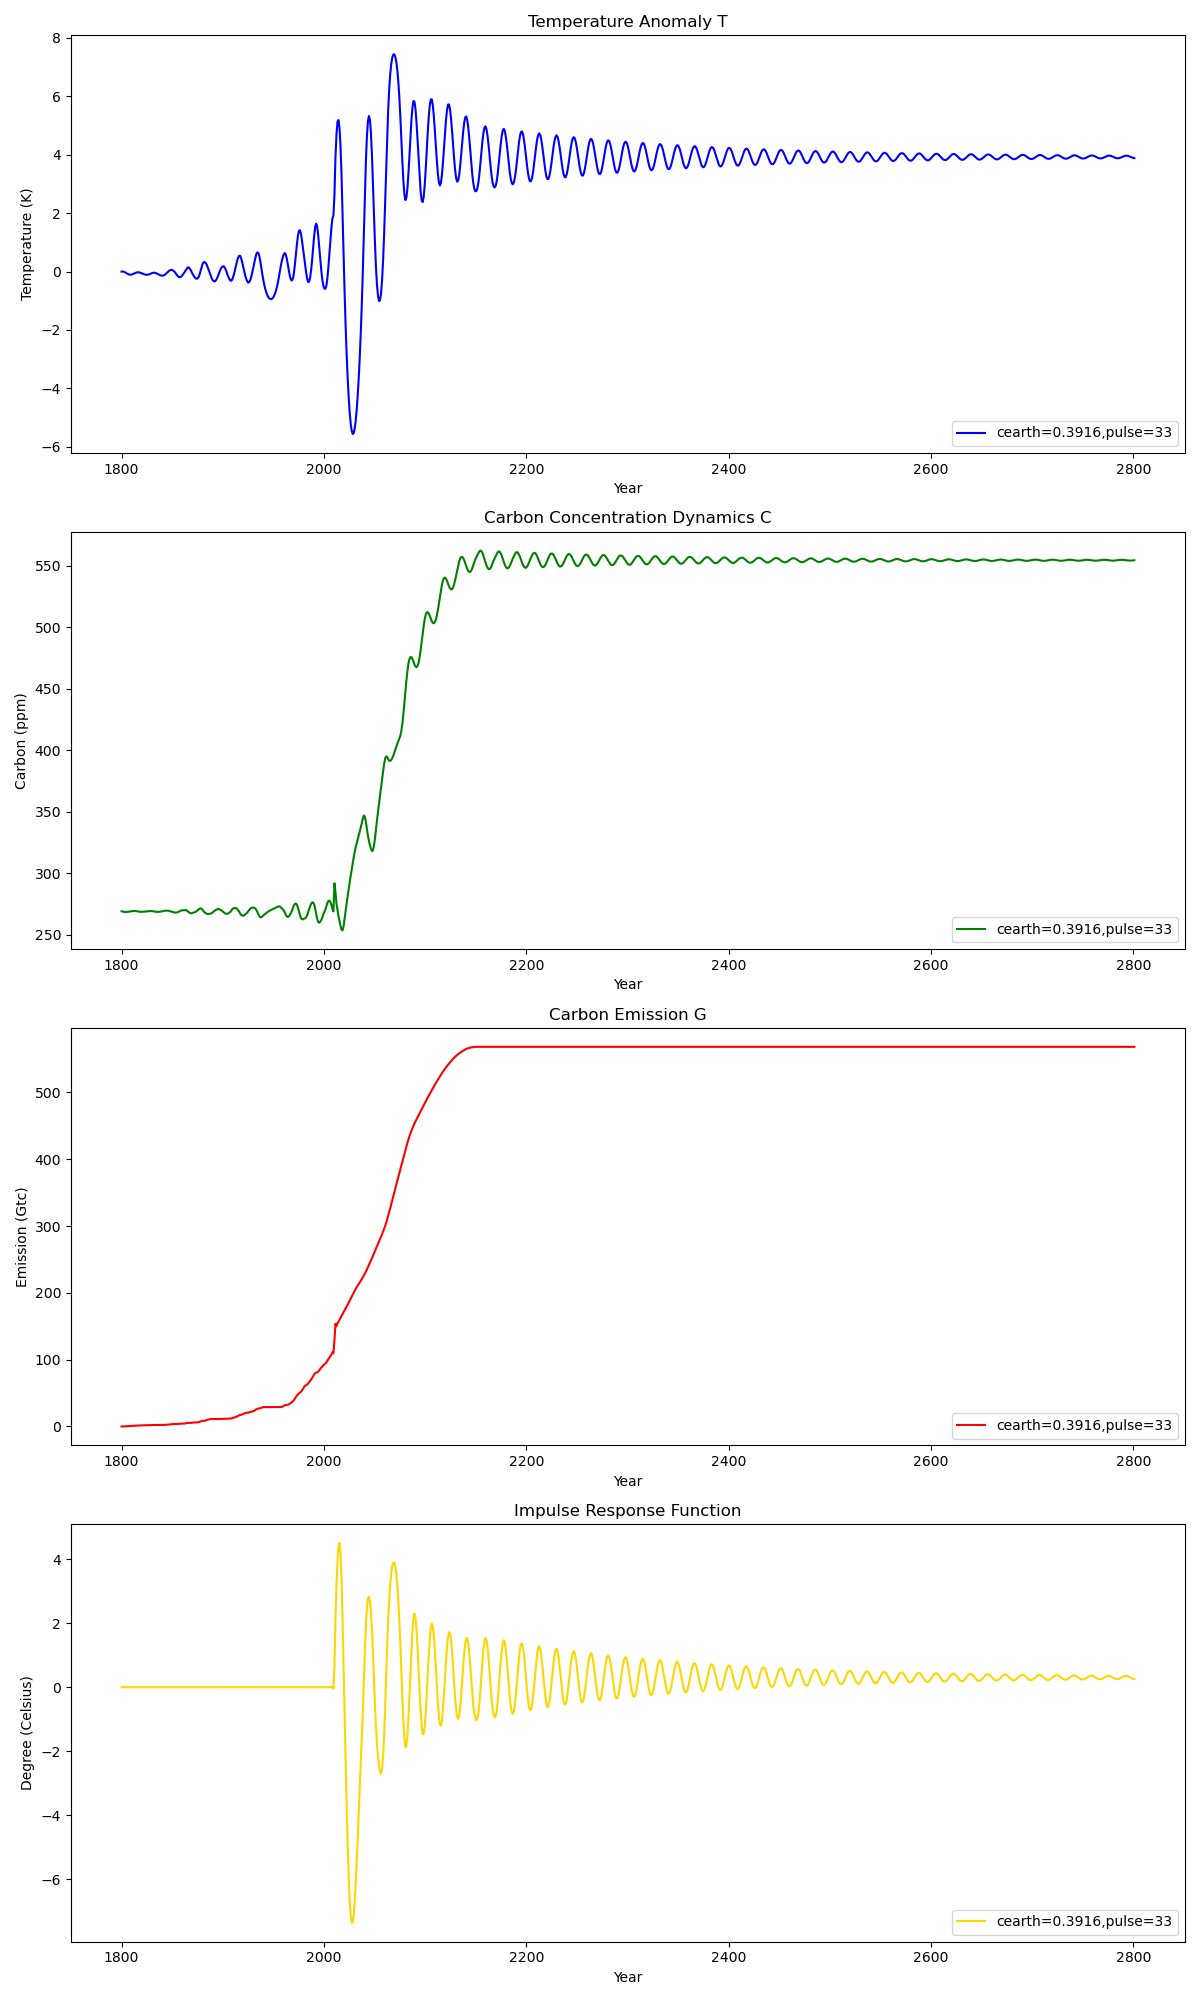 Temperature Anomaly T
8
6
4
2
0
−2
−4
−6
Temperature (K)
cearth=0.3916,pulse=33
1800 2000 2200 2400 2600 2800
Year
Carbon Concentration Dynamics C
550
500
450
400
350
300
250
Carbon (ppm)
cearth=0.3916,pulse=33
1800 2000 2200 2400 2600 2800
Year
Carbon Emission G
500
400
300
200
100
0
Emission (Gtc)
cearth=0.3916,pulse=33
1800 2000 2200 2400 2600 2800
Year
Impulse Response Function
4
2
0
−2
−4
−6
Degree (Celsius)
cearth=0.3916,pulse=33
1800 2000 2200 2400 2600 2800
Year